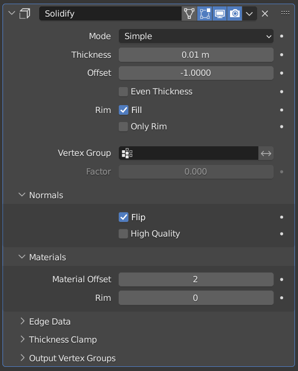 Solidify
Mode Simple
Thickness 0.01 m
Offset -1.0000
Even Thickness
Rim Fill
Only Rim
Vertex Group
Factor 0.000
Normals
Flip
High Quality
Materials
Material Offset 2
Rim 0
Edge Data
Thickness Clamp
Output Vertex Groups